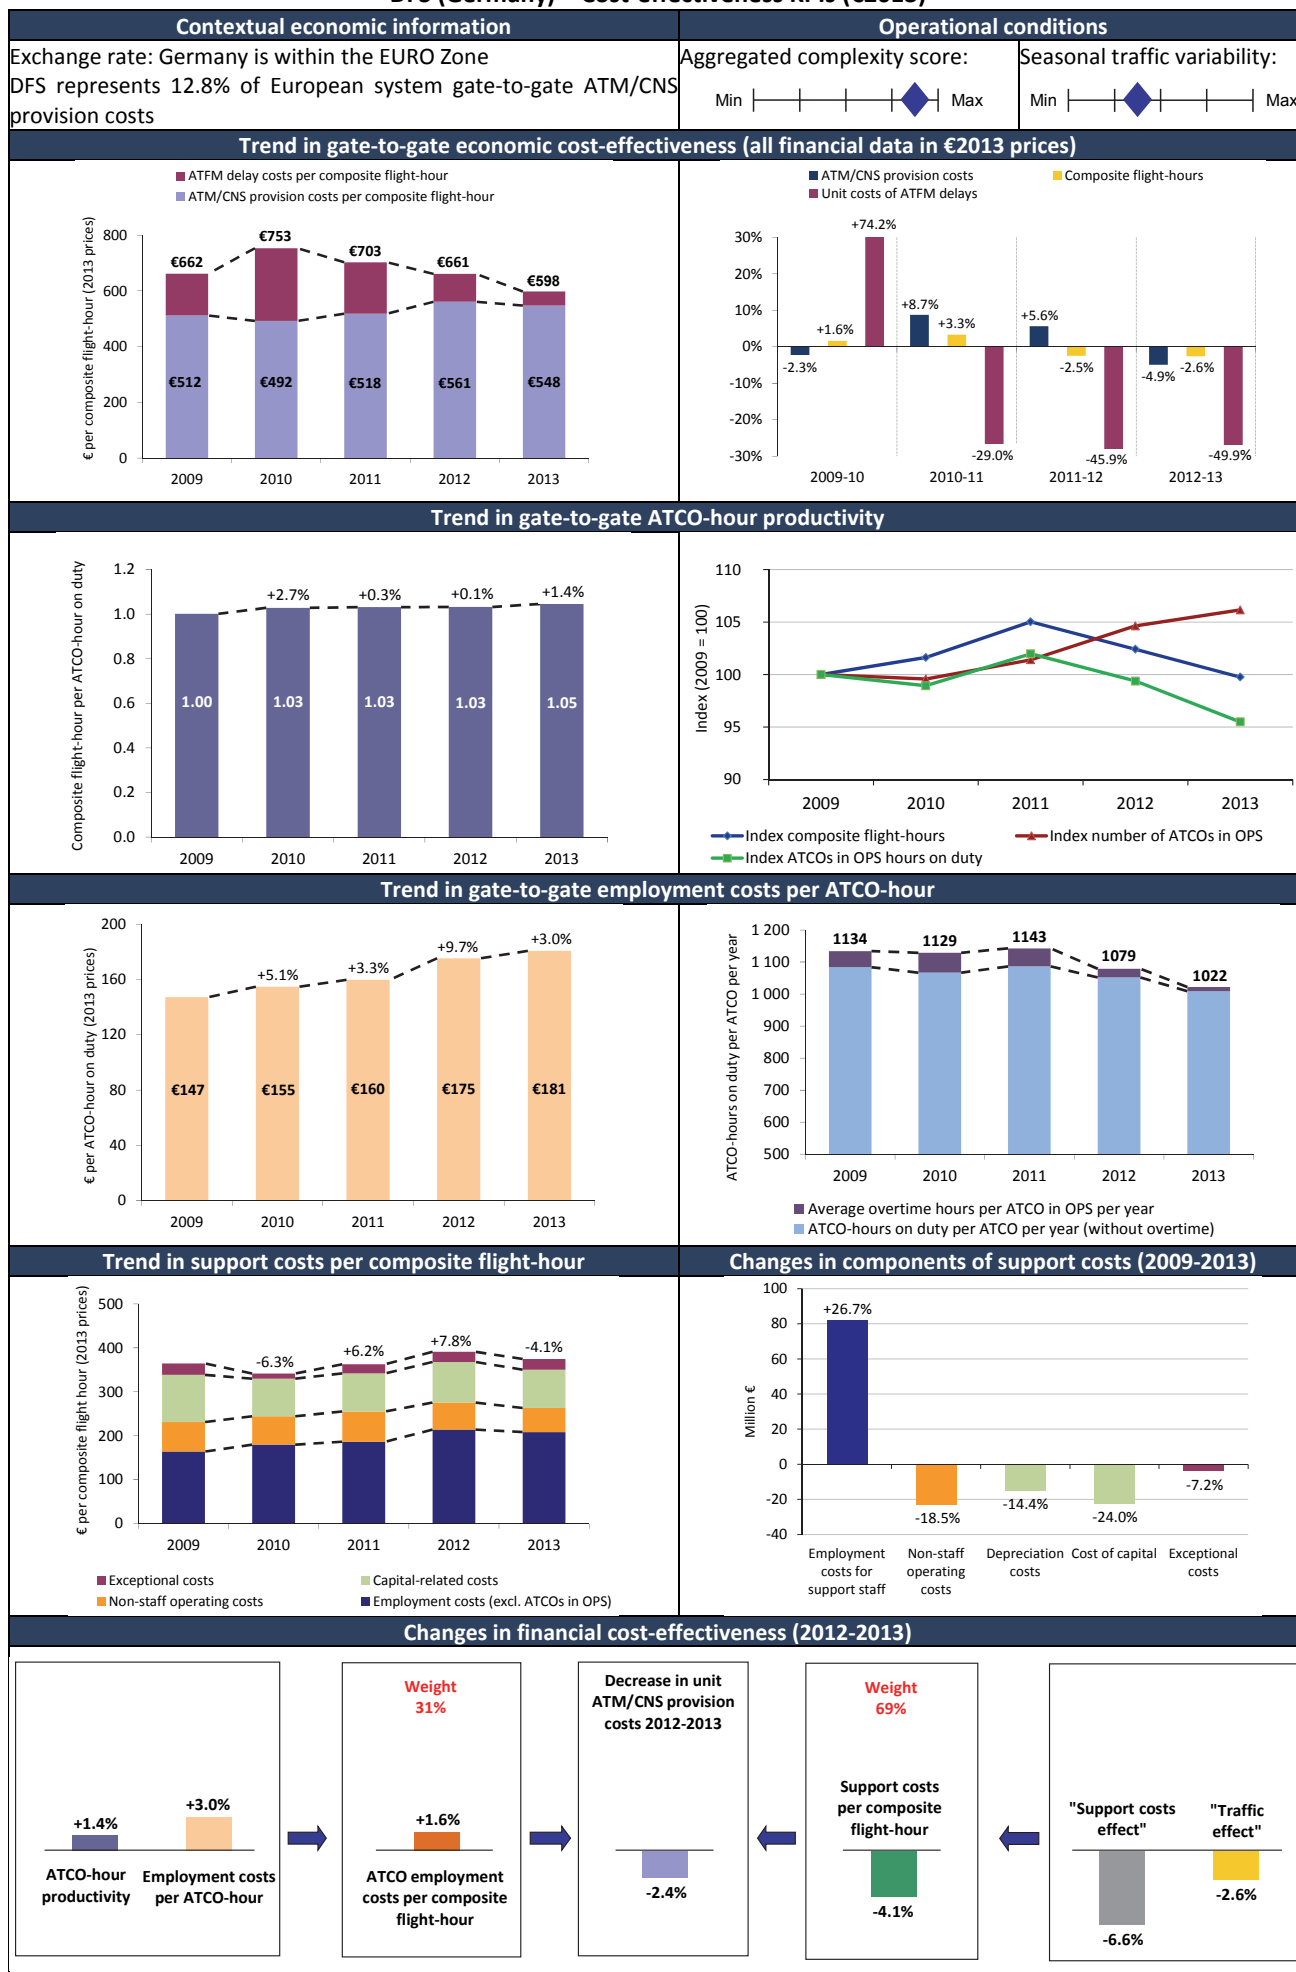 DFS (Germany) – Cost-effectiveness KPIs (€2013)
Contextual economic information
Operational conditions
Exchange rate: Germany is within the EURO Zone
DFS represents 12.8% of European system gate-to-gate ATM/CNS
provision costs
Aggregated complexity score:
Min Max
Seasonal traffic variability:
Min Max
Trend in gate-to-gate economic cost-effectiveness (all financial data in €2013 prices)
ATFM delay costs per composite flight-hour
ATM/CNS provision costs per composite flight-hour
€ per composite flight-hour (2013 prices)
800
600
400
200
0
€662 €753 €703 €661 €598
€512 €492 €518 €561 €548
2009 2010 2011 2012 2013
ATM/CNS provision costs Composite flight-hours
Unit costs of ATFM delays
30%
20%
10%
0%
-10%
-20%
-30%
-2.3% +1.6% +74.2%
+8.7% +3.3% -29.0%
+5.6% -2.5% -45.9%
-4.9% -2.6% -49.9%
2009-10 2010-11 2011-12 2012-13
Trend in gate-to-gate ATCO-hour productivity
Composite flight-hour per ATCO-hour on duty
1.2
1.0
0.8
0.6
0.4
0.2
0.0
+2.7% +0.3% +0.1% +1.4%
1.00 1.03 1.03 1.03 1.05
2009 2010 2011 2012 2013
Index (2009 = 100)
110
105
100
95
90
2009 2010 2011 2012 2013
Index composite flight-hours Index number of ATCOs in OPS
Index ATCOs in OPS hours on duty
Trend in gate-to-gate employment costs per ATCO-hour
€ per ATCO-hour on duty (2013 prices)
200
160
120
80
40
0
+5.1% +3.3% +9.7% +3.0%
€147 €155 €160 €175 €181
2009 2010 2011 2012 2013
ATCO-hours on duty per ATCO per year
1 200
1 100
1 000
900
800
700
600
500
1134 1129 1143 1079 1022
2009 2010 2011 2012 2013
Average overtime hours per ATCO in OPS per year
ATCO-hours on duty per ATCO per year (without overtime)
Trend in support costs per composite flight-hour
Changes in components of support costs (2009-2013)
€ per composite flight hour (2013 prices)
500
400
300
200
100
0
-6.3% +6.2% +7.8% -4.1%
2009 2010 2011 2012 2013
Exceptional costs Capital-related costs
Non-staff operating costs Employment costs (excl. ATCOs in OPS)
Million €
100
80
60
40
20
0
-20
-40
+26.7%
-18.5%
-14.4%
-24.0%
-7.2%
Employment
costs for
support staff
Non-staff
operating
costs
Depreciation
costs
Cost of capital
Exceptional
costs
Changes in financial cost-effectiveness (2012-2013)
+1.4%
ATCO-hour
productivity
+3.0%
Employment costs
per ATCO-hour
Weight
31%
+1.6%
ATCO employment
costs per composite
flight-hour
Decrease in unit
ATM/CNS provision
costs 2012-2013
-2.4%
Weight
69%
Support costs
per composite
flight-hour
-4.1%
"Support costs
effect"
-6.6%
"Traffic
effect"
-2.6%